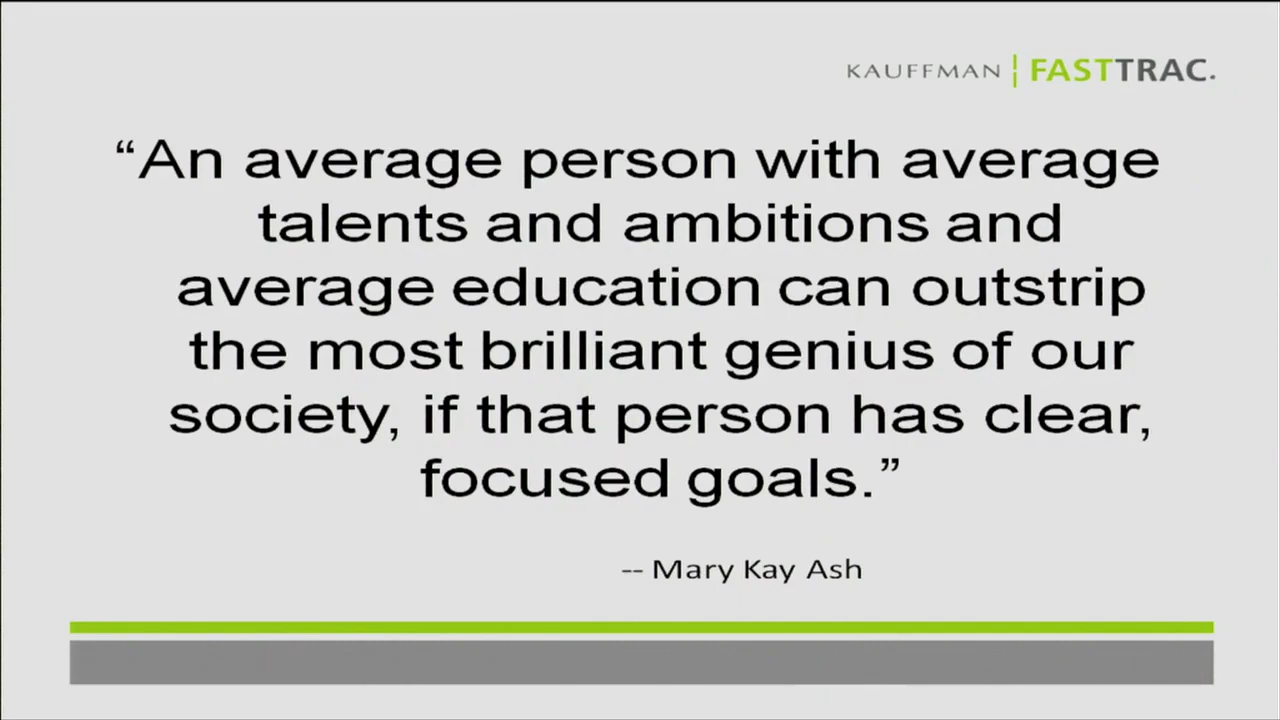 KAUFFMAN | FASTTRAC.
“An average person with average
talents and ambitions and
average education can outstrip
the most brilliant genius of our
society, if that person has clear,
focused goals.”
-- Mary Kay Ash